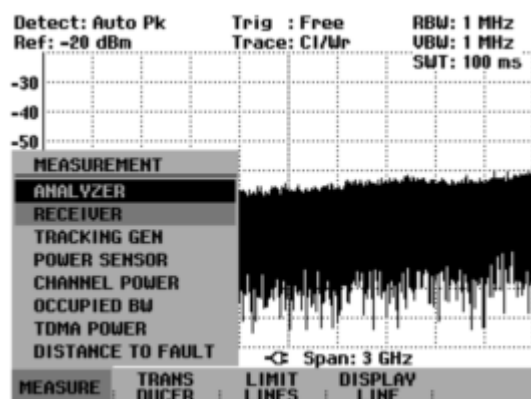 Detect: Auto Pk Trig : Free RBW: 1 MHz
Ref: -20 dBm Trace: Cl/Wr VBW: 1 MHz
SWT: 100 ms
-30
-40
-50
MEASUREMENT
ANALYZER
RECEIVER
TRACKING GEN
POWER SENSOR
CHANNEL POWER
OCCUPIED BW
TDMA POWER
DISTANCE TO FAULT
Span: 3 GHz
MEASURE TRANS LIMIT DISPLAY
DUCER LINES LINE